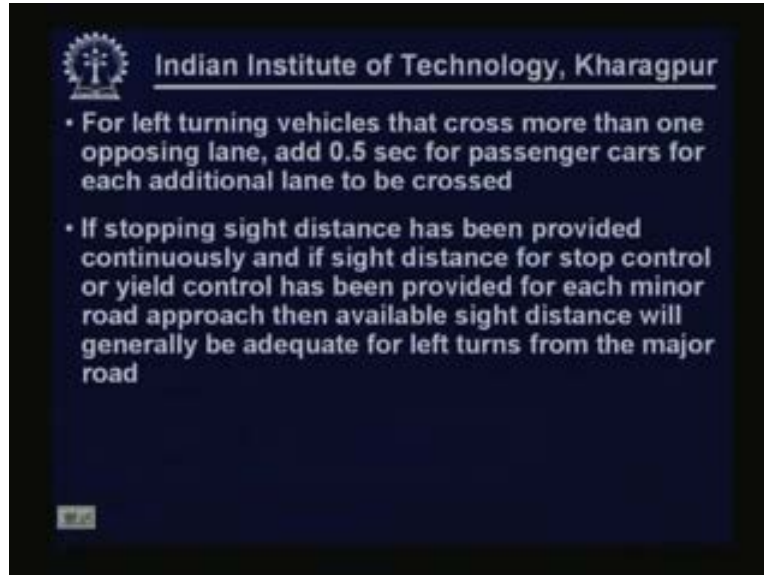 Indian Institute of Technology, Kharagpur
• For left turning vehicles that cross more than one
opposing lane, add 0.5 sec for passenger cars for
each additional lane to be crossed
• If stopping sight distance has been provided
continuously and if sight distance for stop control
or yield control has been provided for each minor
road approach then available sight distance will
generally be adequate for left turns from the major
road